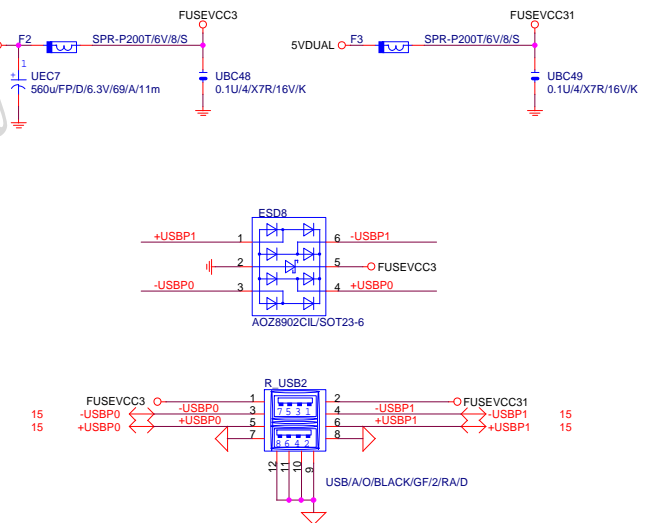 FUSEVCC3
FUSEVCC31
F2 SPR-P200T/6V/8/S
5VDUAL F3 SPR-P200T/6V/8/S
1
+
UEC7
560u/FP/D/6.3V/69/A/11m
UBC48
0.1U/4/X7R/16V/K
UBC49
0.1U/4/X7R/16V/K
ESD8
+USBP1 1 6 -USBP1
2 5 FUSEVCC3
-USBP0 3 4 +USBP0
AOZ8902CIL/SOT23-6
R_USB2
FUSEVCC3 1 2 FUSEVCC31
15 -USBP0 -USBP0 3 7 5 3 1 4 -USBP1 -USBP1 15
15 +USBP0 +USBP0 5 6 +USBP1 +USBP1 15
7 8 6 4 2 8
12 11 10 9
USB/A/O/BLACK/GF/2/RA/D